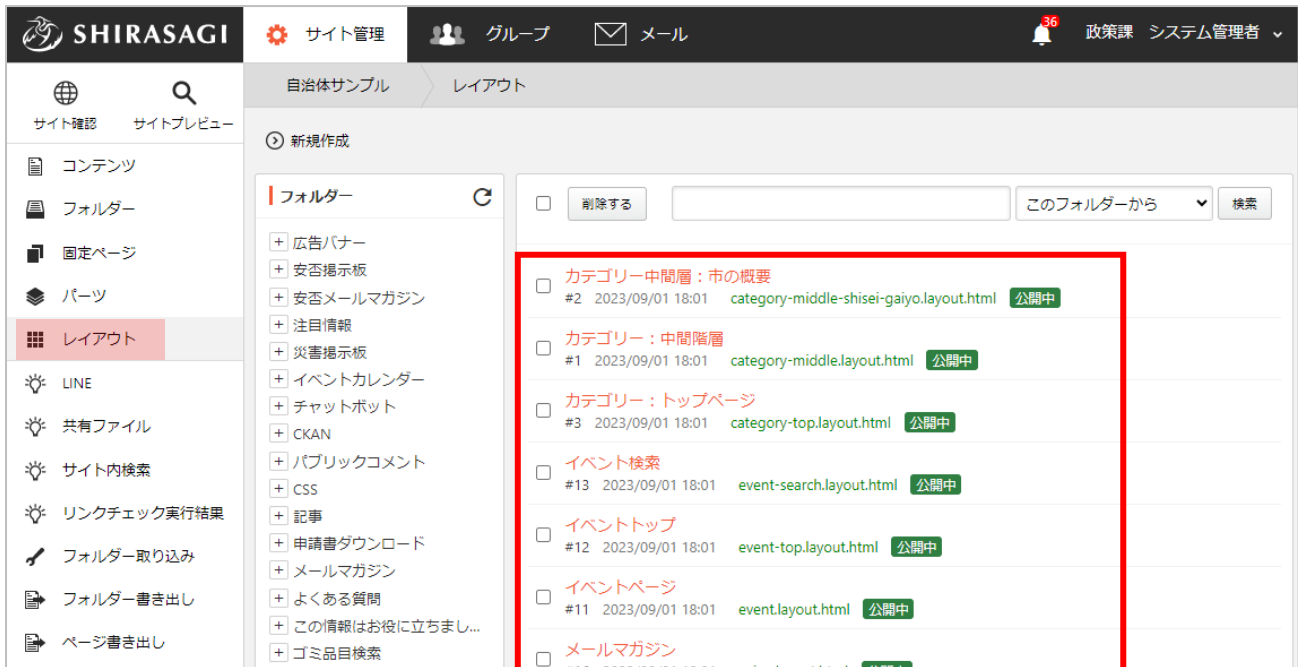 SHIRASAGI
サイト管理
グループ
メール
36
政策課 システム管理者
サイト確認
サイトプレビュー
自治体サンプル
レイアウト
新規作成
コンテンツ
フォルダー
固定ページ
パーツ
レイアウト
LINE
共有ファイル
サイト内検索
リンクチェック実行結果
フォルダー取り込み
フォルダー書き出し
ページ書き出し
フォルダー
広告バナー
安否掲示板
安否メールマガジン
注目情報
災害掲示板
イベントカレンダー
チャットボット
CKAN
パブリックコメント
CSS
記事
申請書ダウンロード
メールマガジン
よくある質問
この情報はお役に立ちまし...
ゴミ品目検索
削除する
このフォルダーから
検索
カテゴリー中間層：市の概要
#2 2023/09/01 18:01 category-middle-shisei-gaiyo.layout.html 公開中
カテゴリー：中間階層
#1 2023/09/01 18:01 category-middle.layout.html 公開中
カテゴリー：トップページ
#3 2023/09/01 18:01 category-top.layout.html 公開中
イベント検索
#13 2023/09/01 18:01 event-search.layout.html 公開中
イベントトップ
#12 2023/09/01 18:01 event-top.layout.html 公開中
イベントページ
#11 2023/09/01 18:01 event.layout.html 公開中
メールマガジン